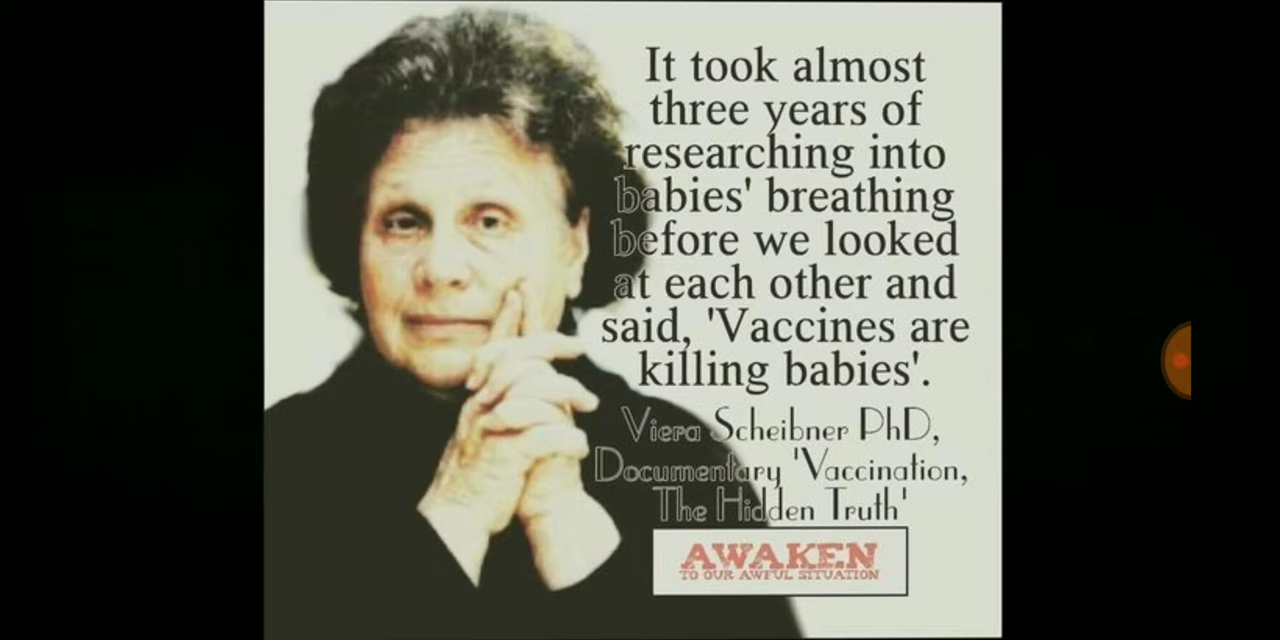 It took almost
three years of
researching into
babies' breathing
before we looked
at each other and
said, 'Vaccines are
killing babies'.
Viera Scheibner PhD,
Documentary 'Vaccination,
The Hidden Truth'
AWAKEN
TO OUR AWFUL SITUATION